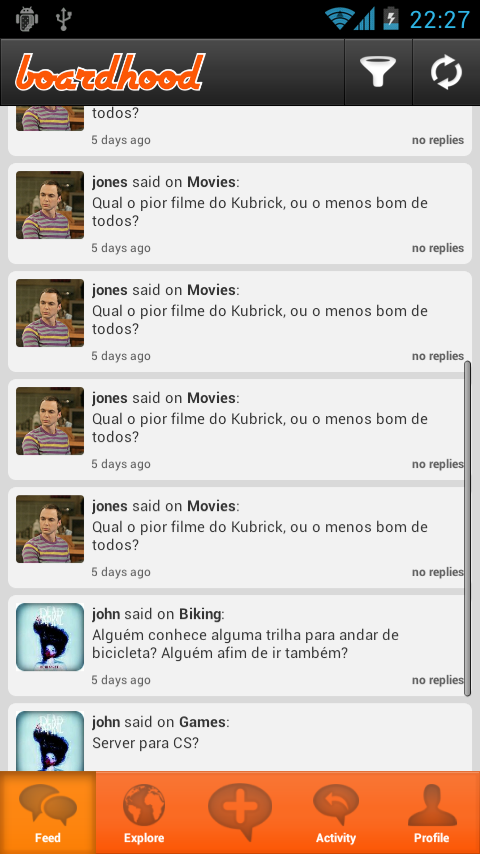 22:27
boardhood
todos?
5 days ago no replies
jones said on Movies:
Qual o pior filme do Kubrick, ou o menos bom de
todos?
5 days ago no replies
jones said on Movies:
Qual o pior filme do Kubrick, ou o menos bom de
todos?
5 days ago no replies
jones said on Movies:
Qual o pior filme do Kubrick, ou o menos bom de
todos?
5 days ago no replies
jones said on Movies:
Qual o pior filme do Kubrick, ou o menos bom de
todos?
5 days ago no replies
john said on Biking:
Alguém conhece alguma trilha para andar de
bicicleta? Alguém afim de ir também?
5 days ago no replies
john said on Games:
Server para CS?
Feed Explore Activity Profile